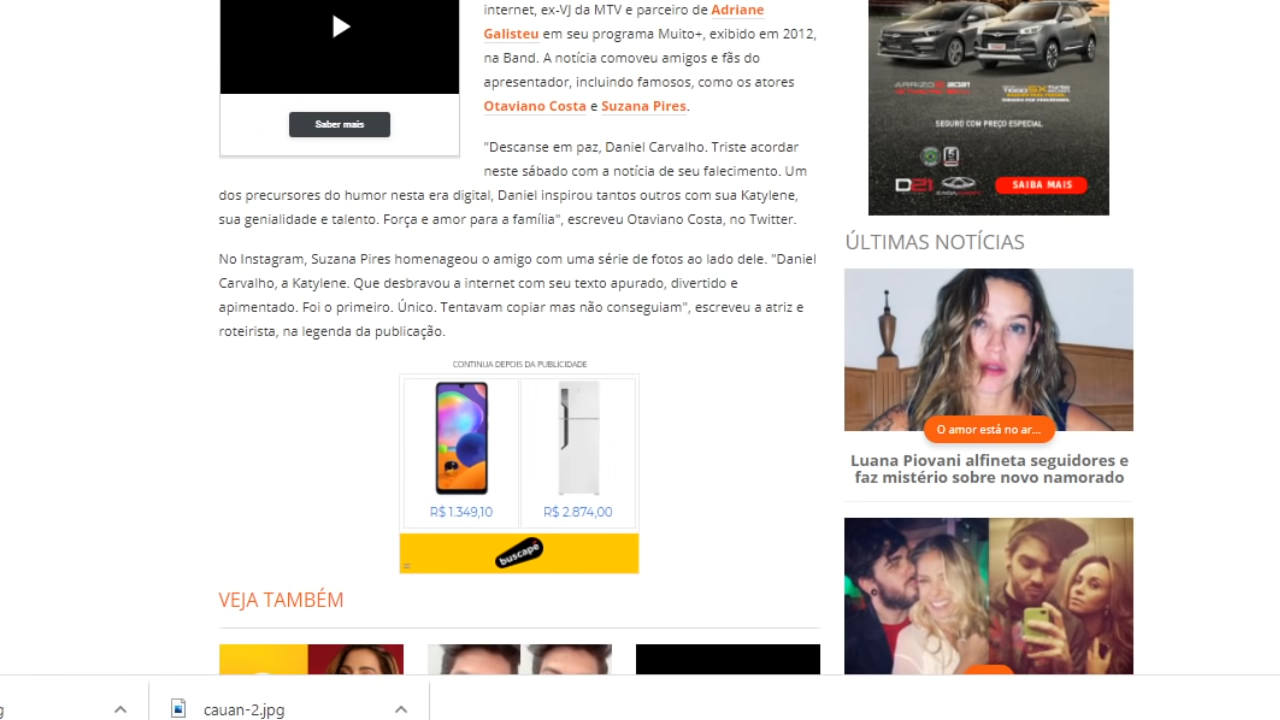 internet, ex-VJ da MTV e parceiro de Adriane
Galisteu em seu programa Muito+, exibido em 2012,
na Band. A notícia comoveu amigos e fãs do
apresentador, incluindo famosos, como os atores
Otaviano Costa e Suzana Pires.
Saber mais
"Descanse em paz, Daniel Carvalho. Triste acordar
neste sábado com a notícia de seu falecimento. Um
dos precursores do humor nesta era digital, Daniel inspirou tantos outros com sua Katylene,
sua genialidade e talento. Força e amor para a família", escreveu Otaviano Costa, no Twitter.
No Instagram, Suzana Pires homenageou o amigo com uma série de fotos ao lado dele. "Daniel
Carvalho, a Katylene. Que desbravou a internet com seu texto apurado, divertido e
apimentado. Foi o primeiro. Único. Tentavam copiar mas não conseguiam", escreveu a atriz e
roteirista, na legenda da publicação.
CONTINUA DEPOIS DA PUBLICIDADE
R$ 1.349,10
R$ 2.874,00
buscapé
VEJA TAMBÉM
ARRIZO 2021
SEGURO COM PREÇO ESPECIAL
D21
SAIBA MAIS
ÚLTIMAS NOTÍCIAS
O amor está no ar...
Luana Piovani alfineta seguidores e
faz mistério sobre novo namorado
g
cauan-2.jpg